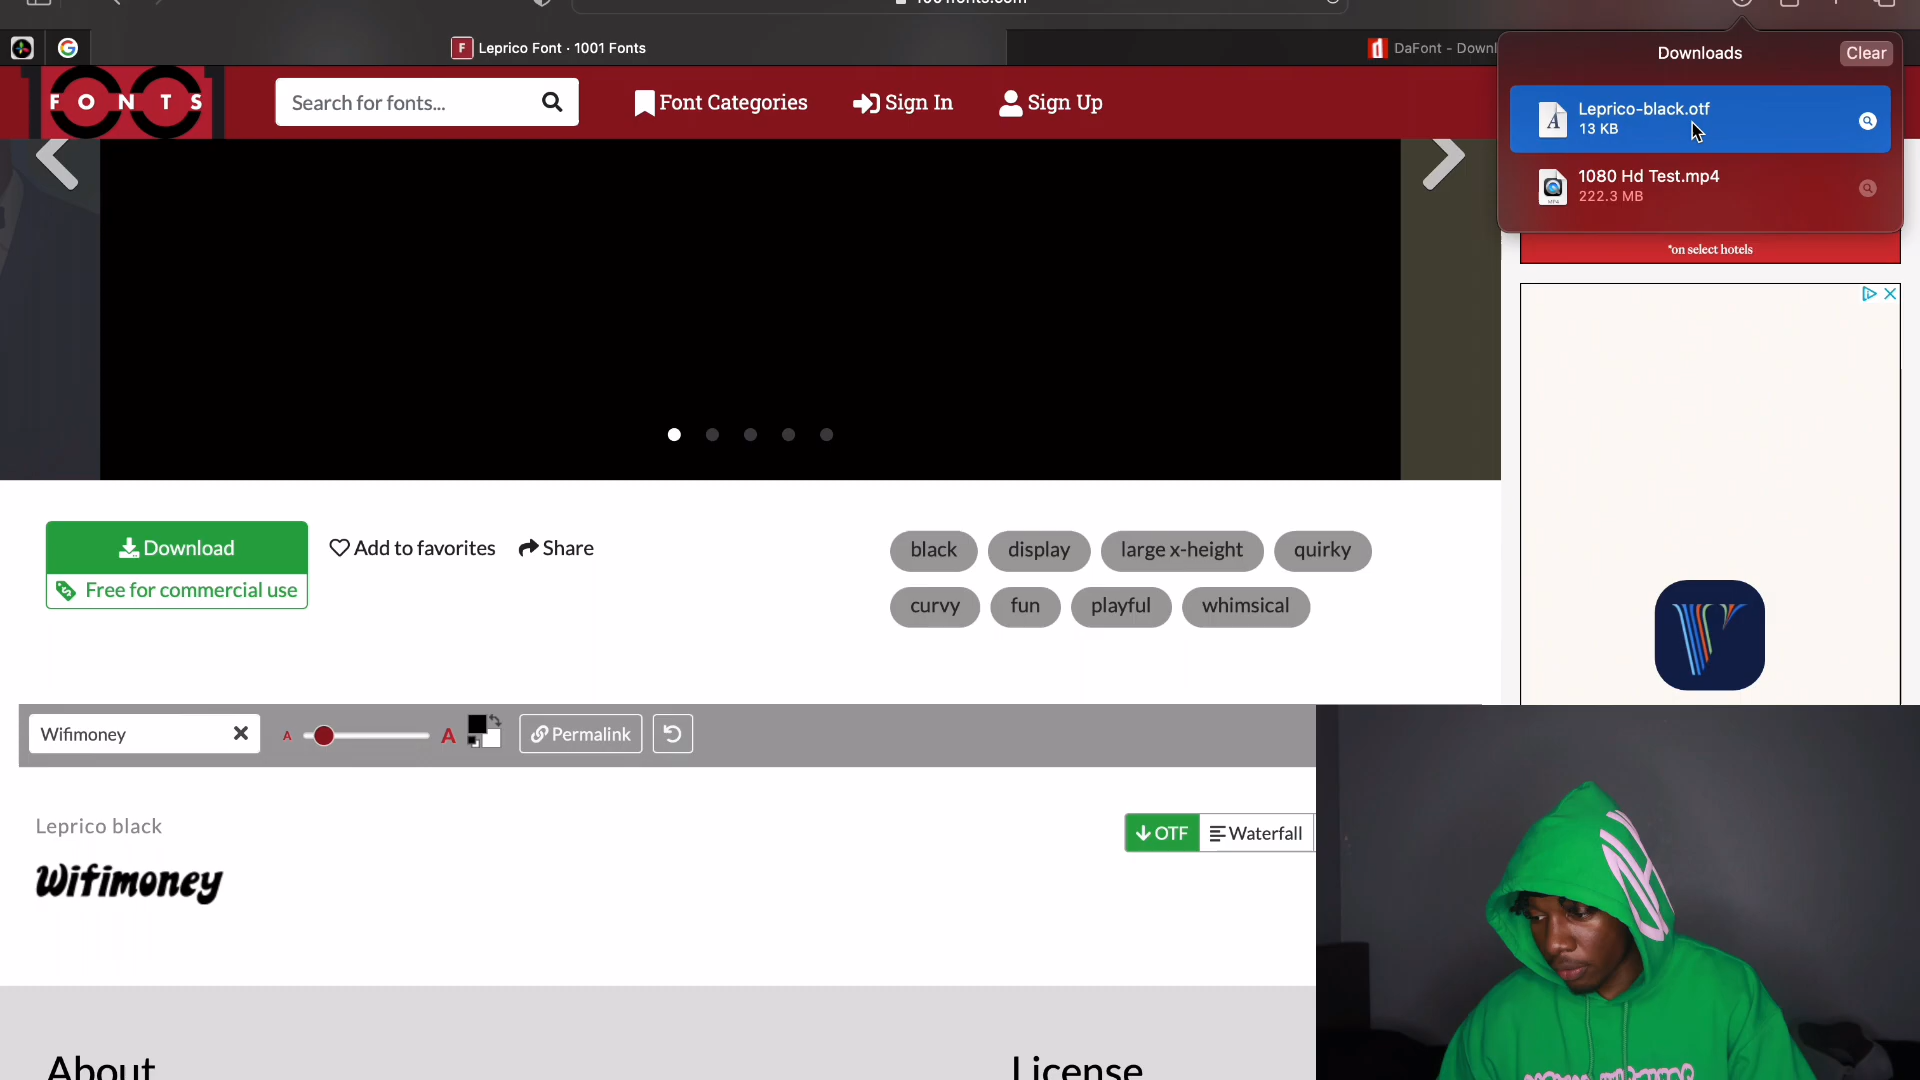 Leprico Font · 1001 Fonts
DaFont - Downl
Downloads
Clear
Leprico-black.otf
13 KB
1080 Hd Test.mp4
222.3 MB
FONTS
Search for fonts...
Font Categories
Sign In
Sign Up
*on select hotels
Download
Free for commercial use
Add to favorites
Share
black
display
large x-height
quirky
curvy
fun
playful
whimsical
Wifimoney
A
A
Permalink
Leprico black
OTF
Waterfall
Wifimoney
About
License